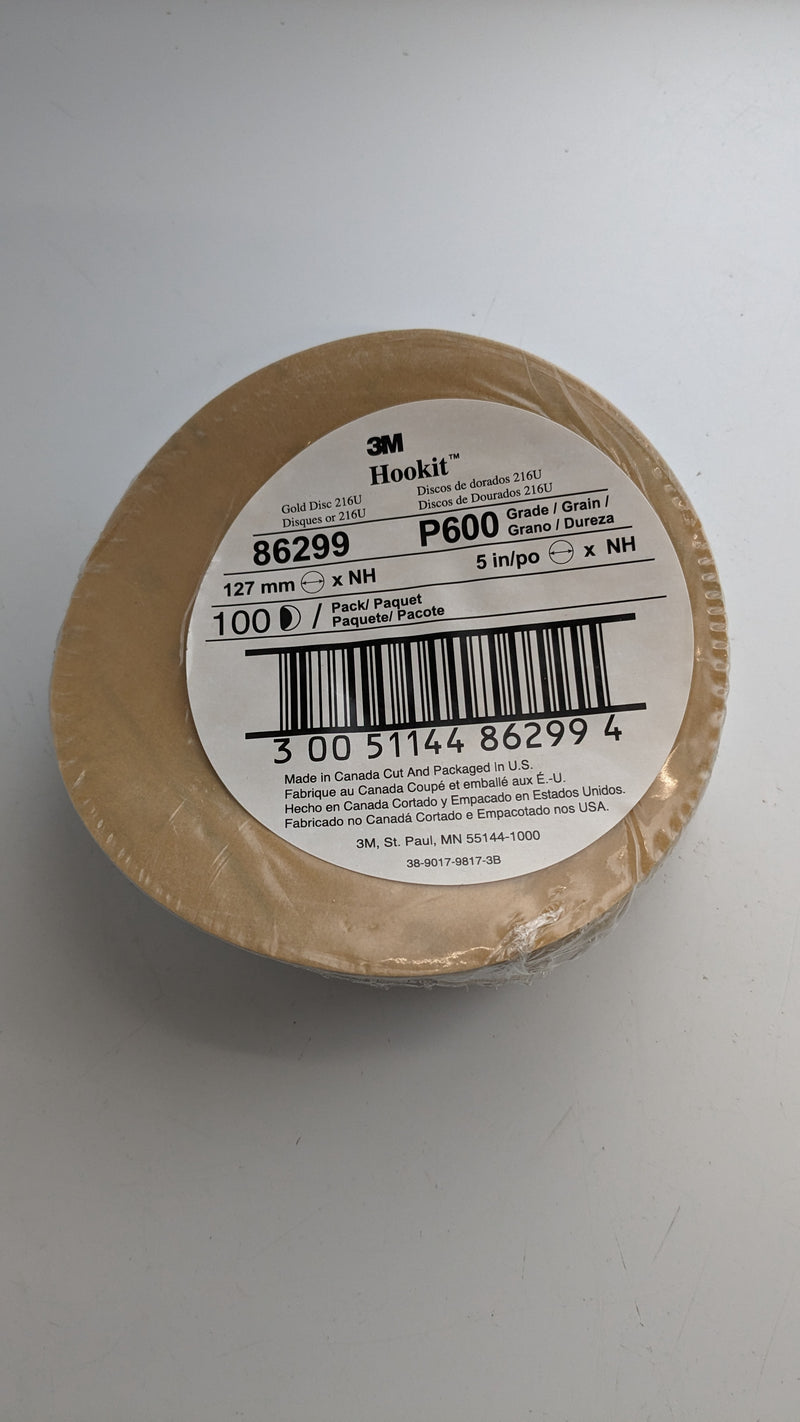 3M
Hookit™
Gold Disc 216U
Disques or 216U
Discos de dorados 216U
Discos de Dourados 216U
86299
P600 Grade / Grain /
Grano / Dureza
127 mm x NH
5 in/po x NH
100 / Pack/ Paquet
Paquete/ Pacote
3 00 51144 86299 4
Made in Canada Cut And Packaged In U.S.
Fabrique au Canada Coupé et emballé aux É.-U.
Hecho en Canada Cortado y Empacado en Estados Unidos.
Fabricado no Canadá Cortado e Empacotado nos USA.
3M, St. Paul, MN 55144-1000
38-9017-9817-3B